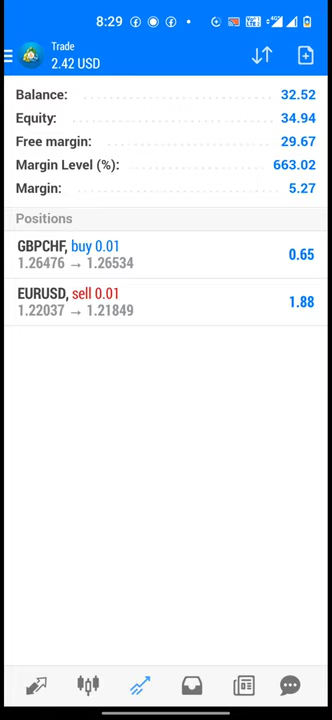 8:29
Trade
2.42 USD
Balance: 32.52
Equity: 34.94
Free margin: 29.67
Margin Level (%): 663.02
Margin: 5.27
Positions
GBPCHF, buy 0.01
1.26476 → 1.26534 0.65
EURUSD, sell 0.01
1.22037 → 1.21849 1.88